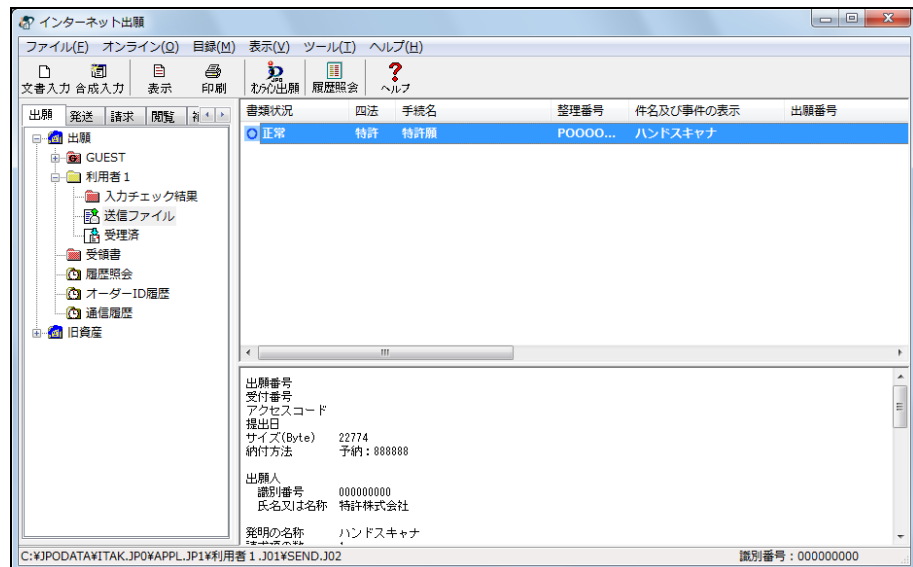 インターネット出願
ファイル(F) オンライン(O) 目録(M) 表示(V) ツール(T) ヘルプ(H)
文書入力 合成入力 表示 印刷 オンライン出願 履歴照会 ヘルプ
出願 発送 請求 閲覧
書類状況 四法 手続名 整理番号 件名及び事件の表示 出願番号
正常 特許 特許願 POOOO... ハンドスキャナ
出願
GUEST
利用者1
入力チェック結果
送信ファイル
受理済
受領書
履歴照会
オーダーID履歴
通信履歴
旧資産
出願番号
受付番号
アクセスコード
提出日
サイズ(Byte) 22774
納付方法 予納:888888
出願人
識別番号 000000000
氏名又は名称 特許株式会社
発明の名称 ハンドスキャナ
C:¥JPODATA¥ITAK.JP0¥APPL.JP1¥利用者1.J01¥SEND.J02 識別番号:000000000